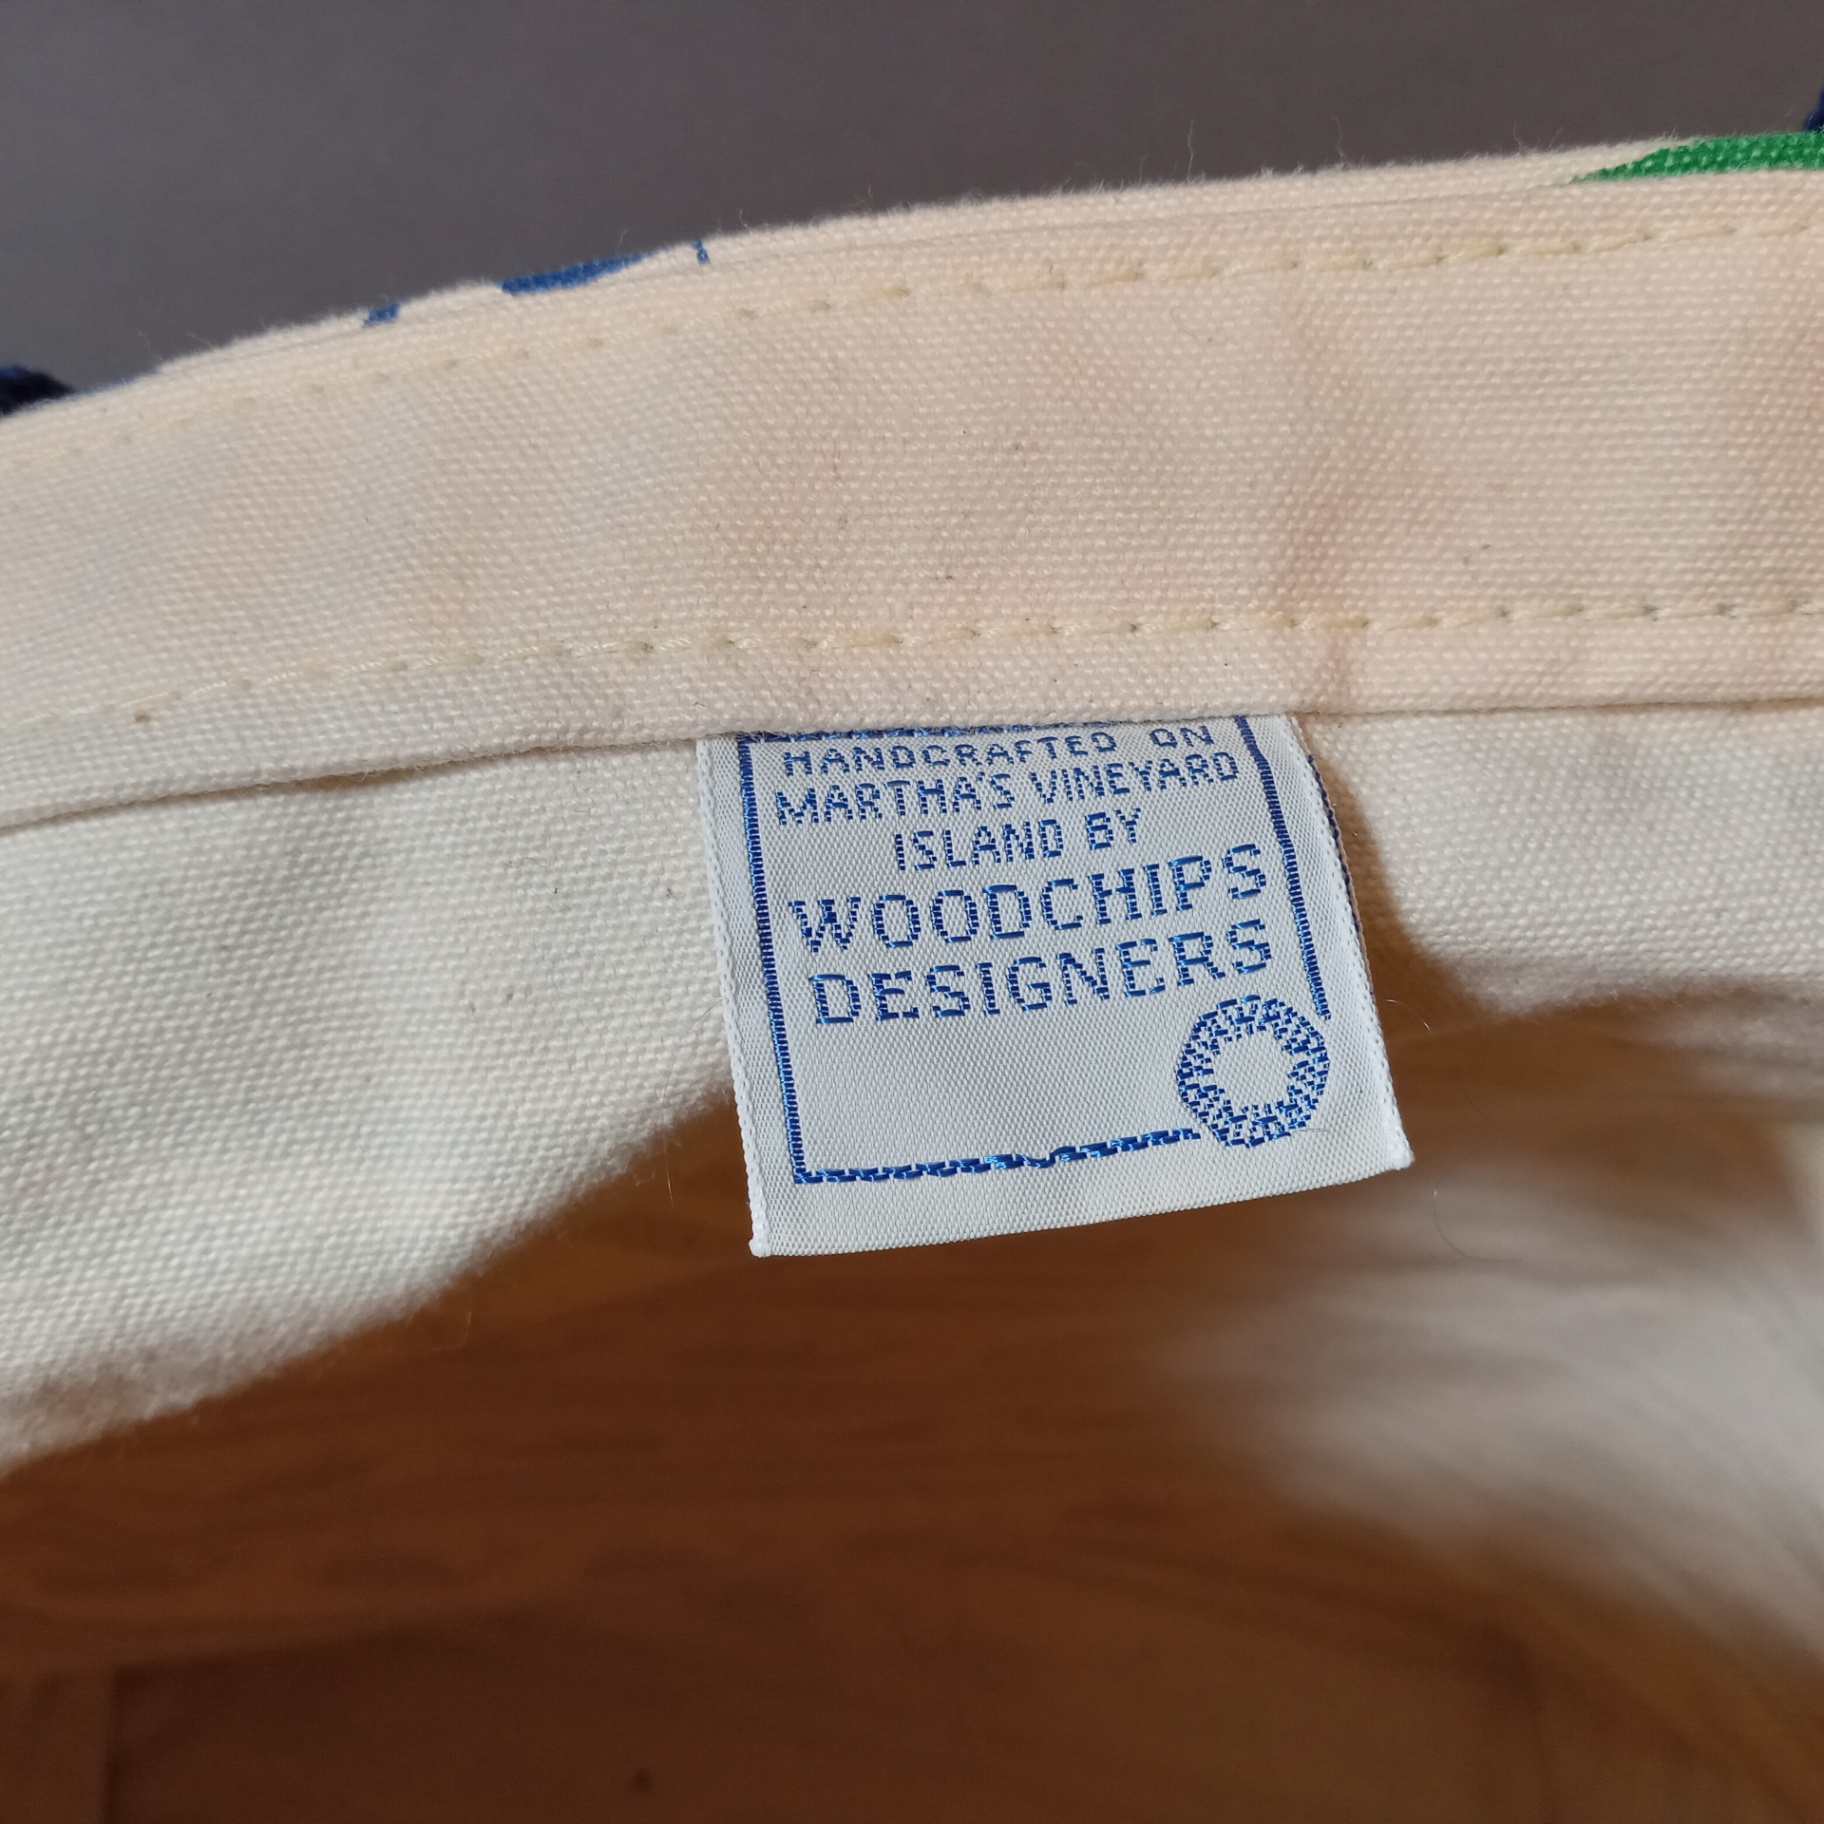 HANDCRAFTED ON
MARTHA'S VINEYARD
ISLAND BY
WOODCHIPS
DESIGNERS